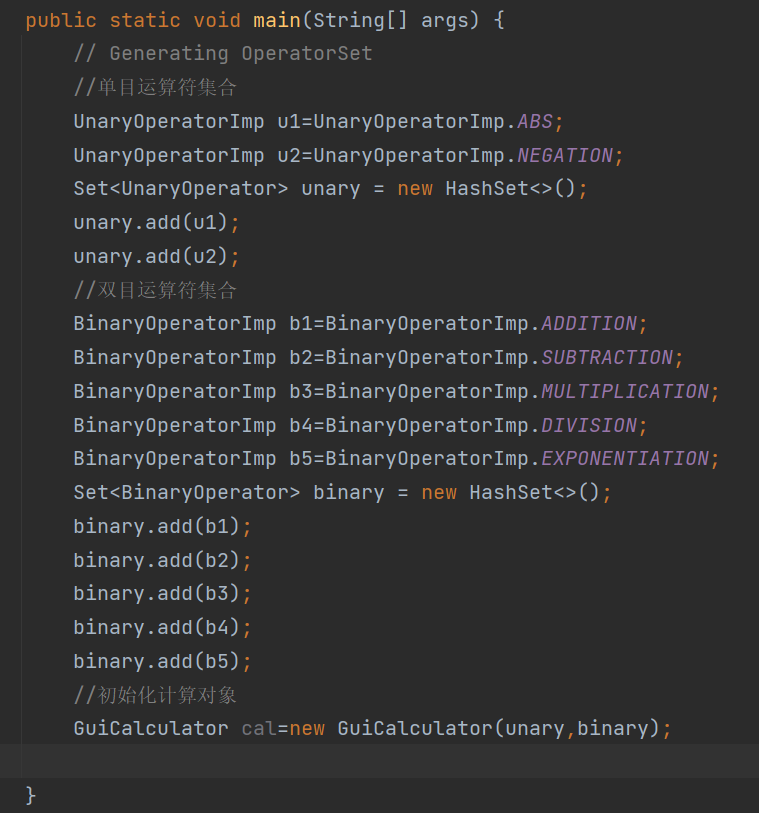 public static void main(String[] args) {
// Generating OperatorSet
//单目运算符集合
UnaryOperatorImp u1=UnaryOperatorImp.ABS;
UnaryOperatorImp u2=UnaryOperatorImp.NEGATION;
Set<UnaryOperator> unary = new HashSet<>();
unary.add(u1);
unary.add(u2);
//双目运算符集合
BinaryOperatorImp b1=BinaryOperatorImp.ADDITION;
BinaryOperatorImp b2=BinaryOperatorImp.SUBTRACTION;
BinaryOperatorImp b3=BinaryOperatorImp.MULTIPLICATION;
BinaryOperatorImp b4=BinaryOperatorImp.DIVISION;
BinaryOperatorImp b5=BinaryOperatorImp.EXPONENTIATION;
Set<BinaryOperator> binary = new HashSet<>();
binary.add(b1);
binary.add(b2);
binary.add(b3);
binary.add(b4);
binary.add(b5);
//初始化计算对象
GuiCalculator cal=new GuiCalculator(unary,binary);
}